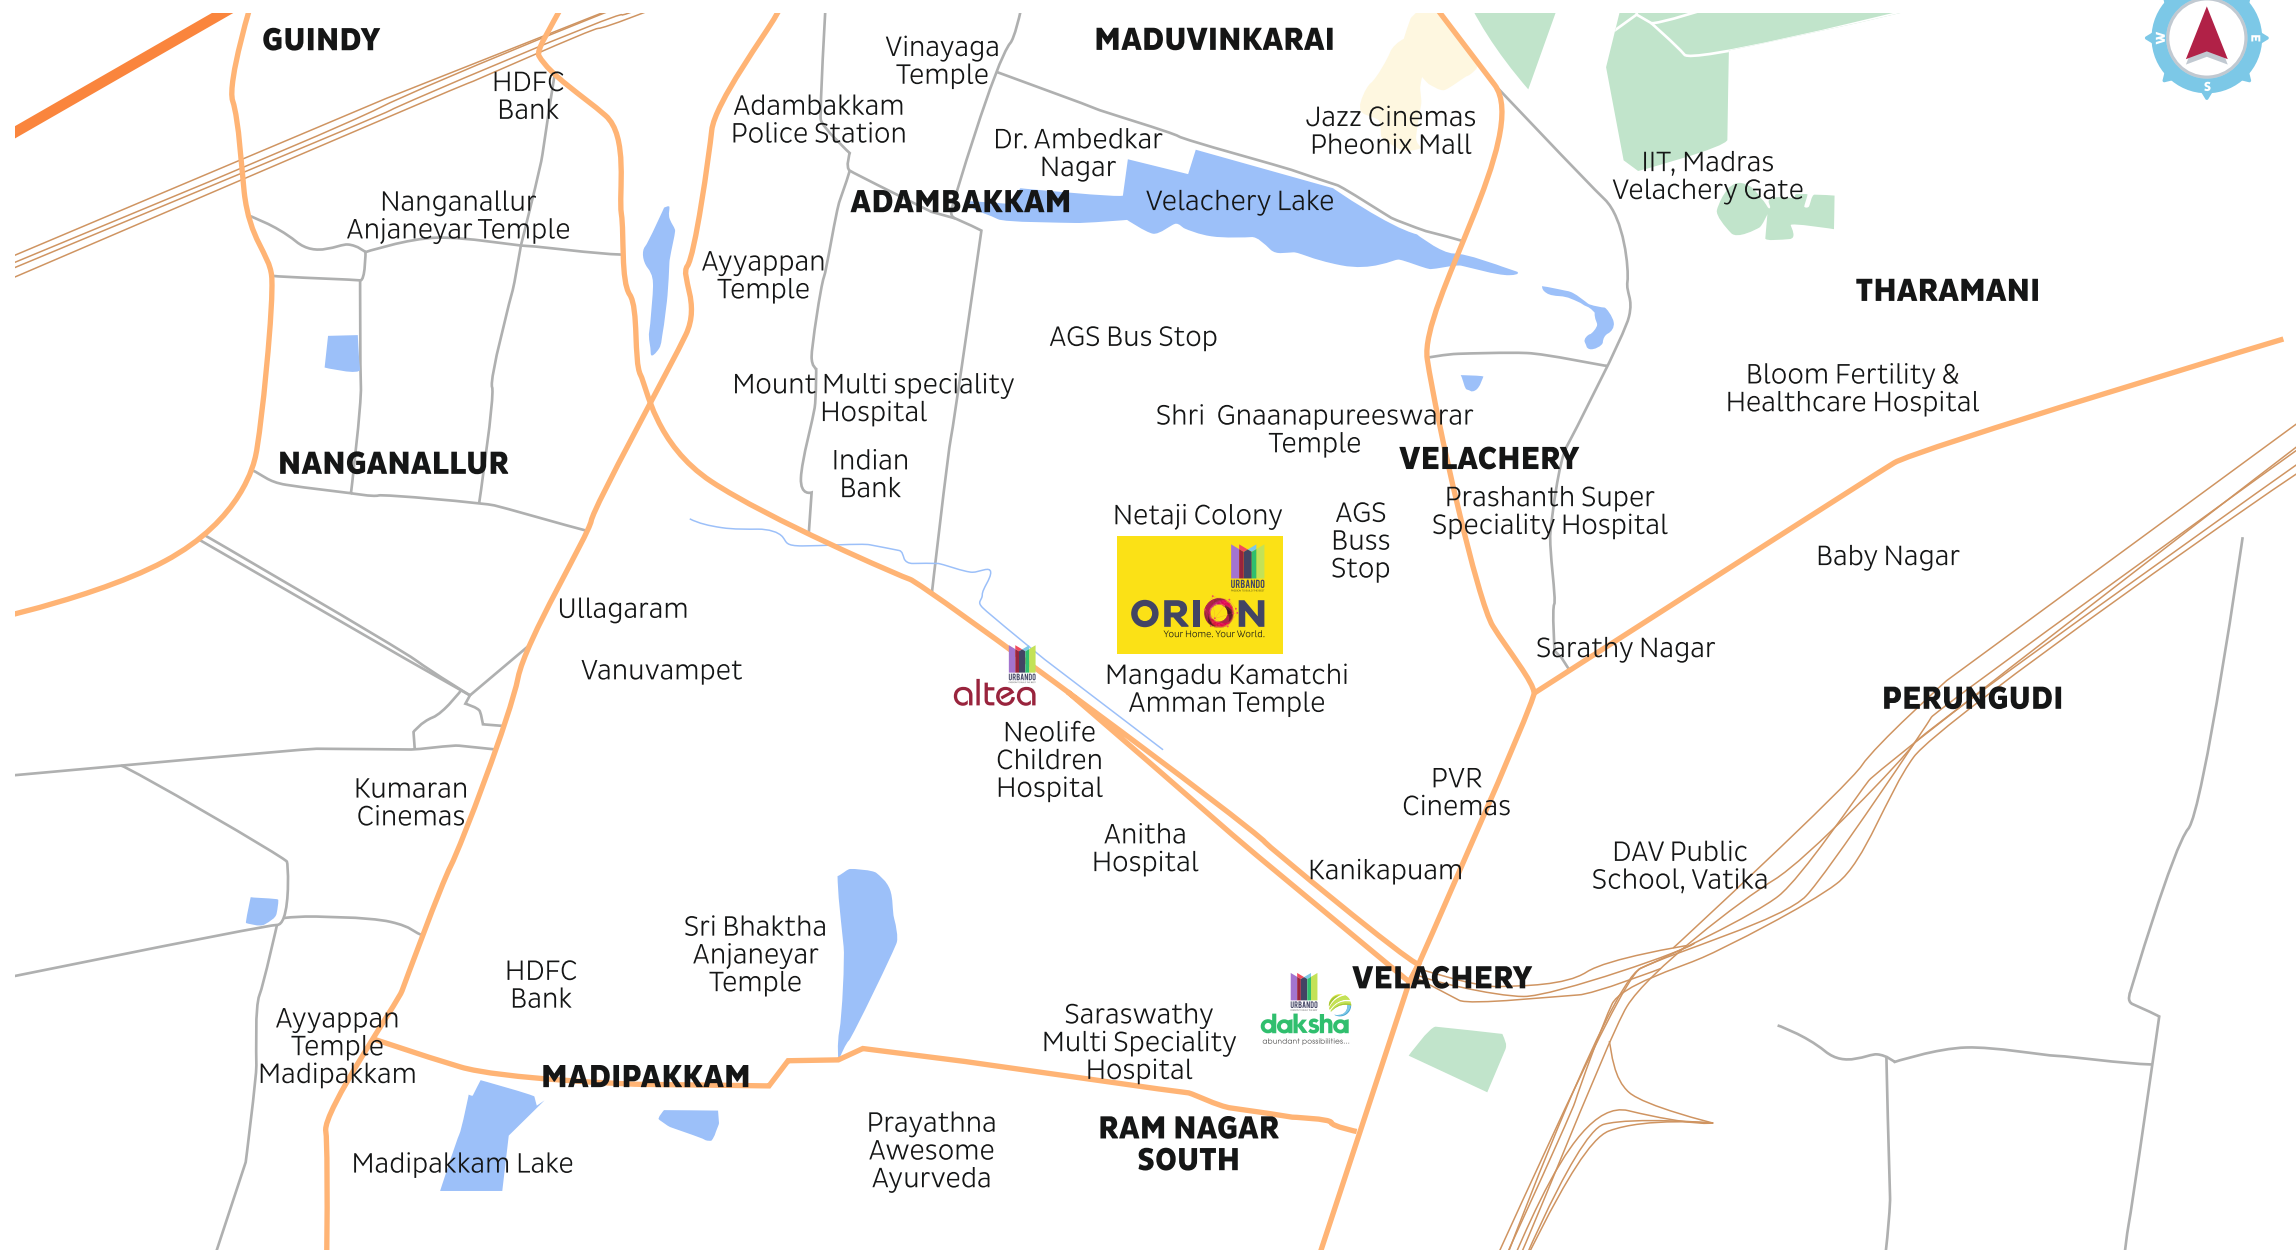 GUINDY
MADUVINKARAI
W
E
S
HDFC
Bank
Vinayaga
Temple
Adambakkam
Police Station
Dr. Ambedkar
Nagar
Jazz Cinemas
Pheonix Mall
IIT, Madras
Velachery Gate
Nanganallur
Anjaneyar Temple
ADAMBAKKAM
Velachery Lake
Ayyappan
Temple
THARAMANI
AGS Bus Stop
Mount Multi speciality
Hospital
Bloom Fertility &
Healthcare Hospital
Shri Gnaanapureeswarar
Temple
NANGANALLUR
Indian
Bank
VELACHERY
Prashanth Super
Speciality Hospital
Netaji Colony
AGS
Buss
Stop
Baby Nagar
URBANDO
ORION
Your Home. Your World.
Ullagaram
Vanuvampet
Sarathy Nagar
URBANDO
altea
Mangadu Kamatchi
Amman Temple
PERUNGUDI
Neolife
Children
Hospital
Kumaran
Cinemas
PVR
Cinemas
Anitha
Hospital
Kanikapuam
DAV Public
School, Vatika
Sri Bhaktha
Anjaneyar
Temple
HDFC
Bank
VELACHERY
URBANDO
daksha
abundant possibilities...
Saraswathy
Multi Speciality
Hospital
Ayyappan
Temple
Madipakkam
MADIPAKKAM
Prayathna
Awesome
Ayurveda
RAM NAGAR
SOUTH
Madipakkam Lake